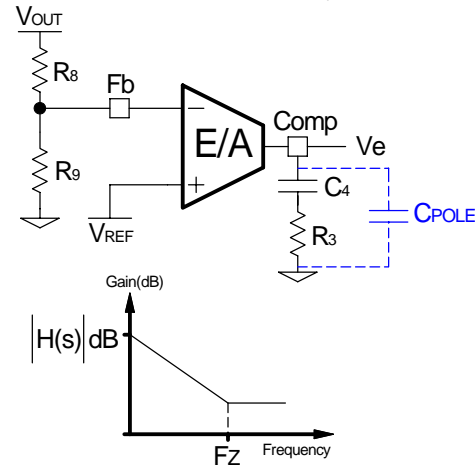 VOUT
R8
Fb
R9
VREF
−
+
E/A
Comp
Ve
C4
R3
CPOLE
Gain(dB)
|H(s)| dB
FZ
Frequency